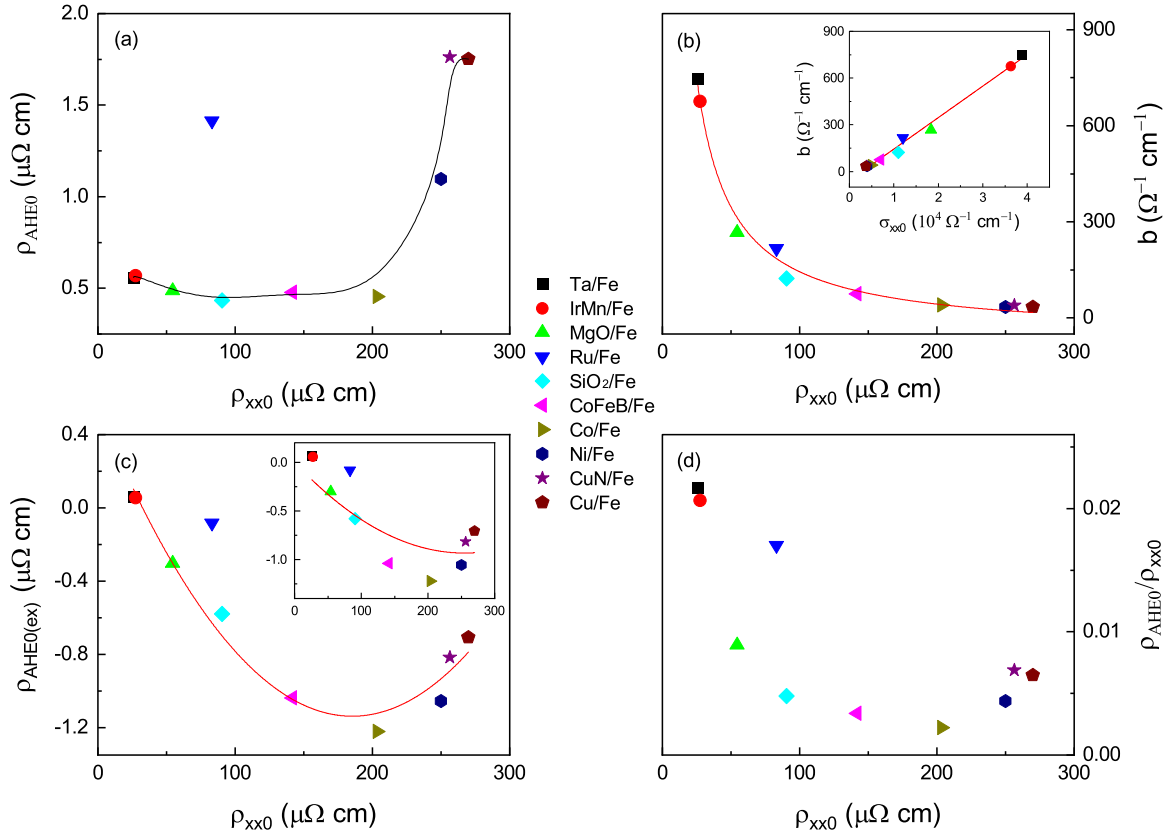 (a)
2.0
1.5
1.0
0.5
ρAHE0 (μΩ cm)
0 100 200 300
ρxx0 (μΩ cm)
(b)
900
600
300
0
b (Ω⁻¹ cm⁻¹)
0 100 200 300
ρxx0 (μΩ cm)
900
600
300
0
b (Ω⁻¹ cm⁻¹)
0 1 2 3 4
σxx0 (10⁴ Ω⁻¹ cm⁻¹)
Ta/Fe
IrMn/Fe
MgO/Fe
Ru/Fe
SiO₂/Fe
CoFeB/Fe
Co/Fe
Ni/Fe
CuN/Fe
Cu/Fe
(c)
0.4
0.0
-0.4
-0.8
-1.2
ρAHE0(ex) (μΩ cm)
0 100 200 300
ρxx0 (μΩ cm)
0.0
-0.5
-1.0
0 100 200 300
(d)
0.02
0.01
0.00
ρAHE0/ρxx0
0 100 200 300
ρxx0 (μΩ cm)